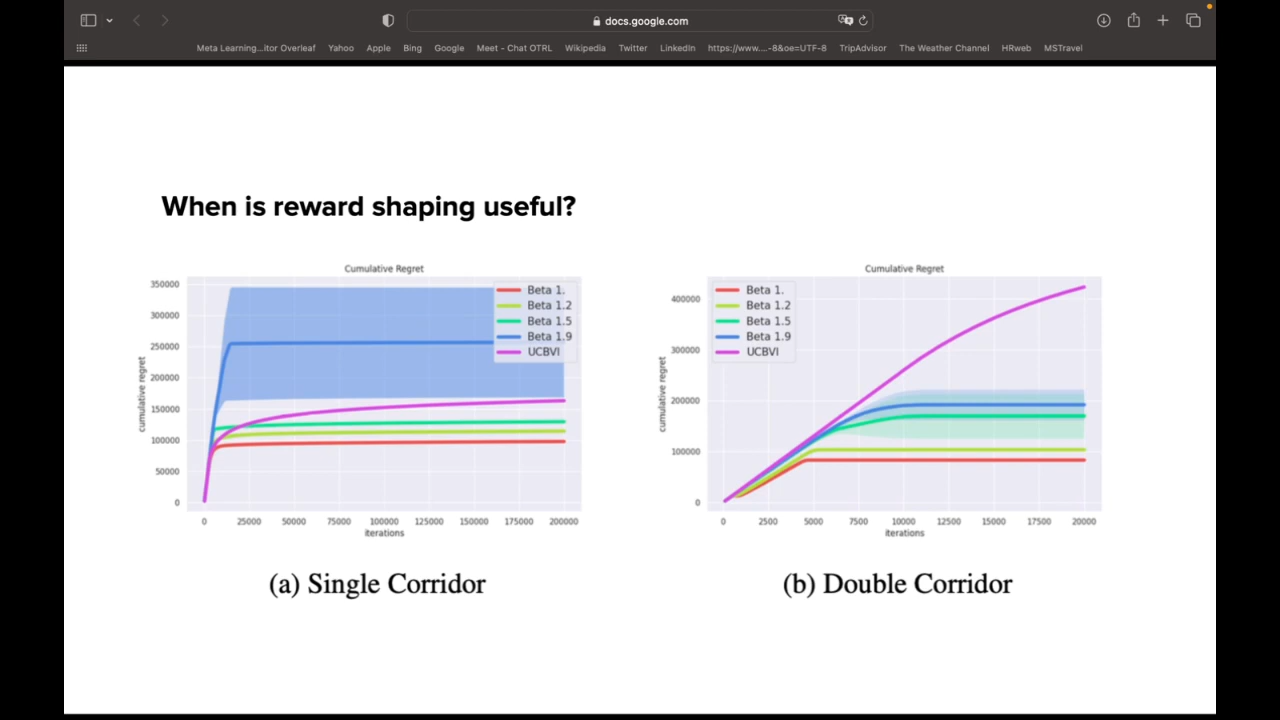 docs.google.com
Meta Learning...itor Overleaf Yahoo Apple Bing Google Meet - Chat OTRL Wikipedia Twitter LinkedIn https://www....-8&oe=UTF-8 TripAdvisor The Weather Channel HRweb MSTravel
When is reward shaping useful?
Cumulative Regret
350000
300000
250000
200000
150000
100000
50000
0
cumulative regret
Beta 1.
Beta 1.2
Beta 1.5
Beta 1.9
UCBVI
0 25000 50000 75000 100000 125000 150000 175000 200000
iterations
(a) Single Corridor
Cumulative Regret
400000
300000
200000
100000
0
cumulative regret
Beta 1.
Beta 1.2
Beta 1.5
Beta 1.9
UCBVI
0 2500 5000 7500 10000 12500 15000 17500 20000
iterations
(b) Double Corridor